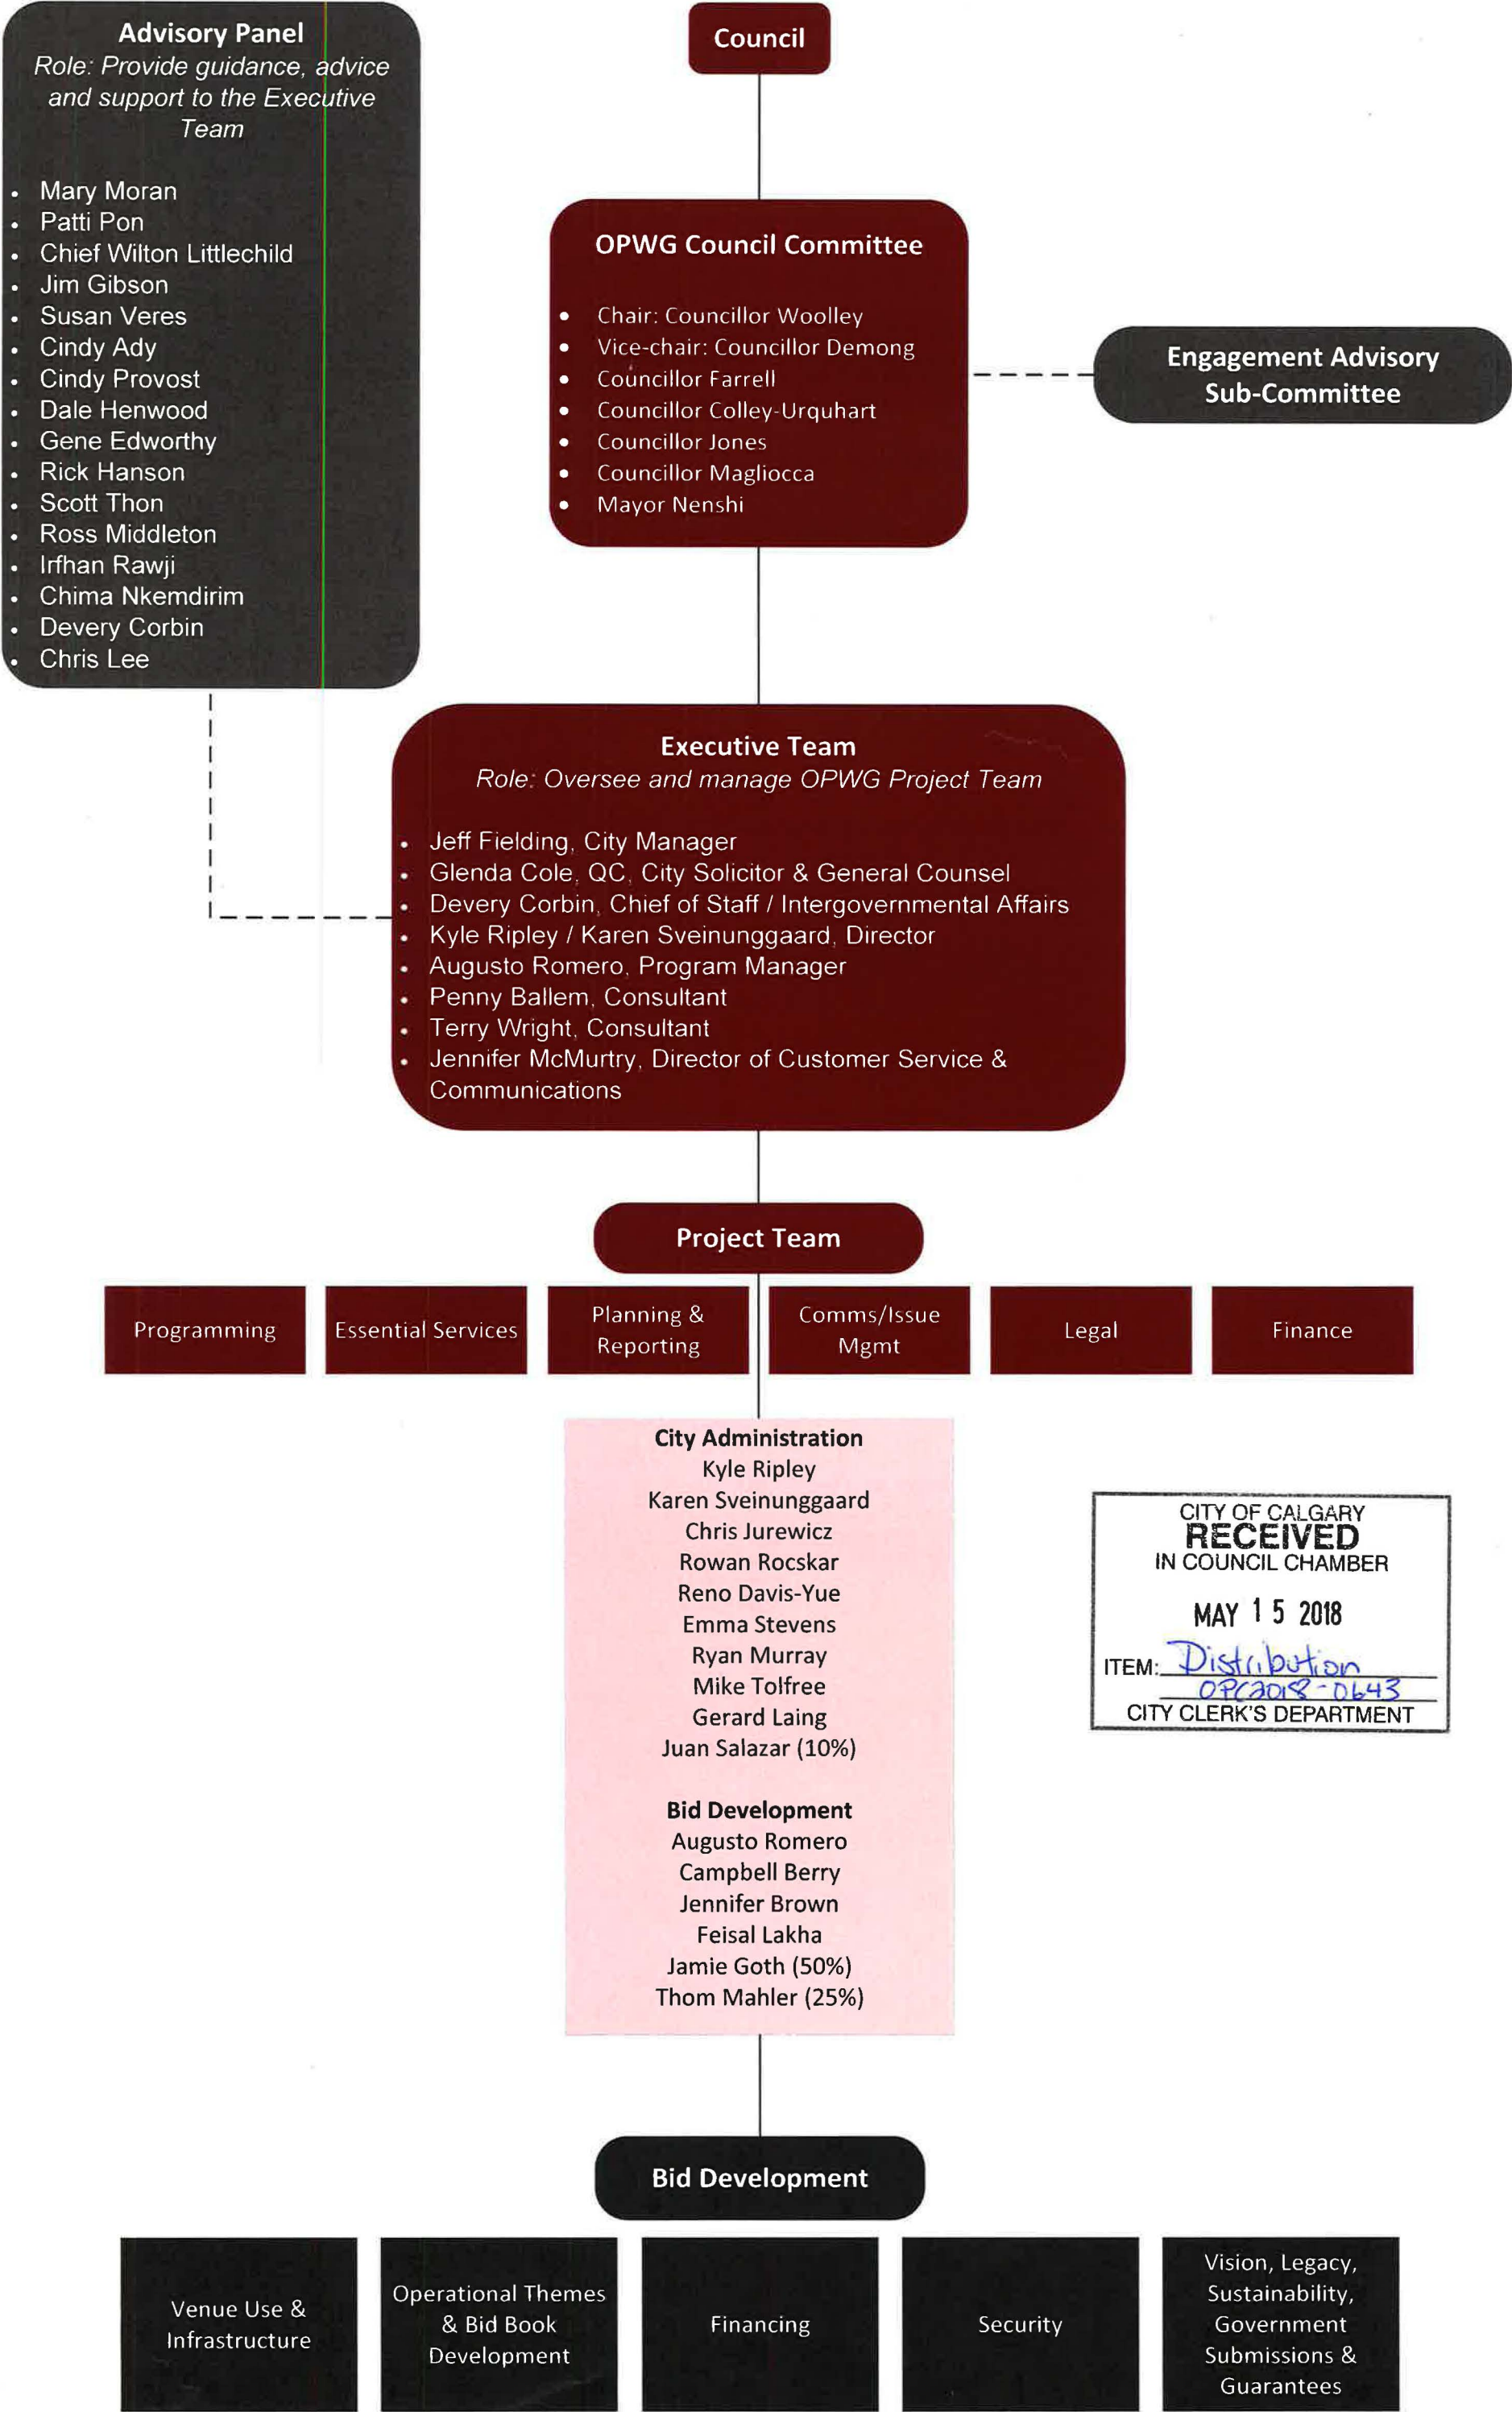 Advisory Panel
Role: Provide guidance, advice
and support to the Executive
Team
• Mary Moran
• Patti Pon
• Chief Wilton Littlechild
• Jim Gibson
• Susan Veres
• Cindy Ady
• Cindy Provost
• Dale Henwood
• Gene Edworthy
• Rick Hanson
• Scott Thon
• Ross Middleton
• Irfhan Rawji
• Chima Nkemdirim
• Devery Corbin
• Chris Lee
Council
OPWG Council Committee
• Chair: Councillor Woolley
• Vice-chair: Councillor Demong
• Councillor Farrell
• Councillor Colley-Urquhart
• Councillor Jones
• Councillor Magliocca
• Mayor Nenshi
Engagement Advisory
Sub-Committee
Executive Team
Role: Oversee and manage OPWG Project Team
• Jeff Fielding, City Manager
• Glenda Cole, QC, City Solicitor & General Counsel
• Devery Corbin, Chief of Staff / Intergovernmental Affairs
• Kyle Ripley / Karen Sveinunggaard, Director
• Augusto Romero, Program Manager
• Penny Ballem, Consultant
• Terry Wright, Consultant
• Jennifer McMurtry, Director of Customer Service &
Communications
Project Team
Programming
Essential Services
Planning &
Reporting
Comms/Issue
Mgmt
Legal
Finance
City Administration
Kyle Ripley
Karen Sveinunggaard
Chris Jurewicz
Rowan Rocskar
Reno Davis-Yue
Emma Stevens
Ryan Murray
Mike Tolfree
Gerard Laing
Juan Salazar (10%)
Bid Development
Augusto Romero
Campbell Berry
Jennifer Brown
Feisal Lakha
Jamie Goth (50%)
Thom Mahler (25%)
CITY OF CALGARY
RECEIVED
IN COUNCIL CHAMBER
MAY 15 2018
ITEM: Distribution
OPC2018-0643
CITY CLERK'S DEPARTMENT
Bid Development
Venue Use &
Infrastructure
Operational Themes
& Bid Book
Development
Financing
Security
Vision, Legacy,
Sustainability,
Government
Submissions &
Guarantees